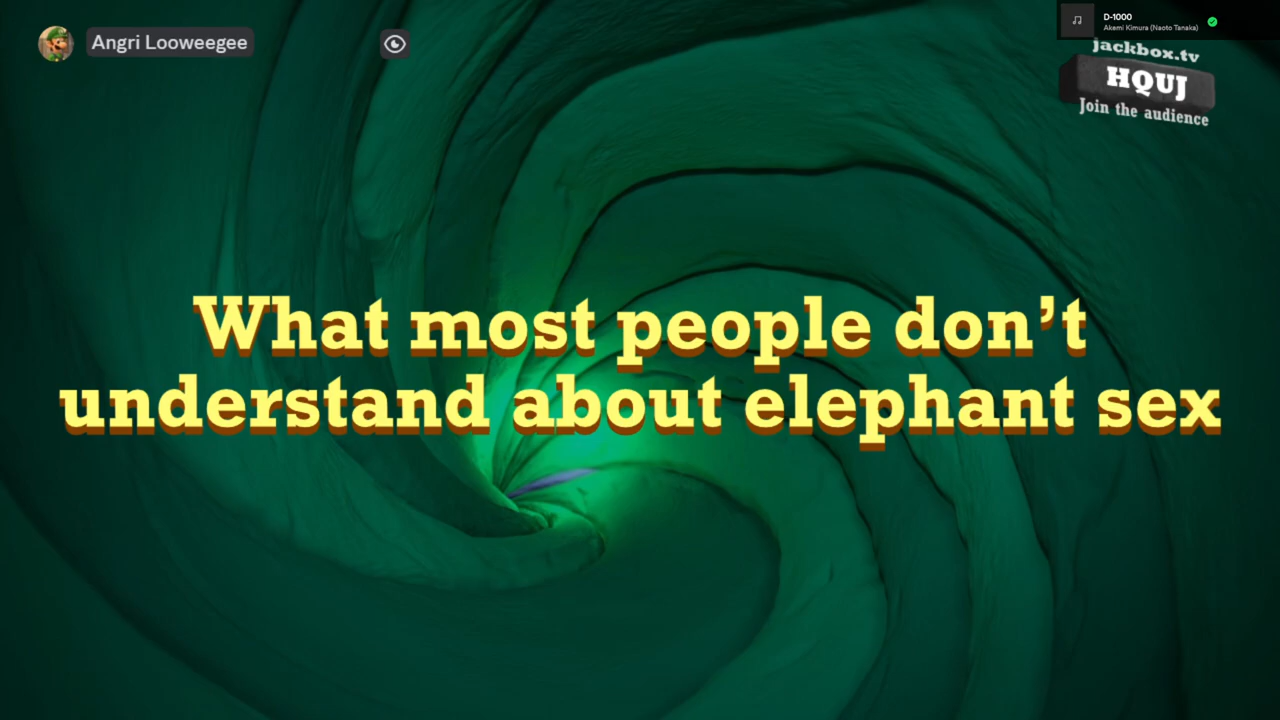 Angri Looweegee
D-1000
Akemi Kimura (Naoto Tanaka)
jackbox.tv
HQUJ
Join the audience
What most people don't
understand about elephant sex